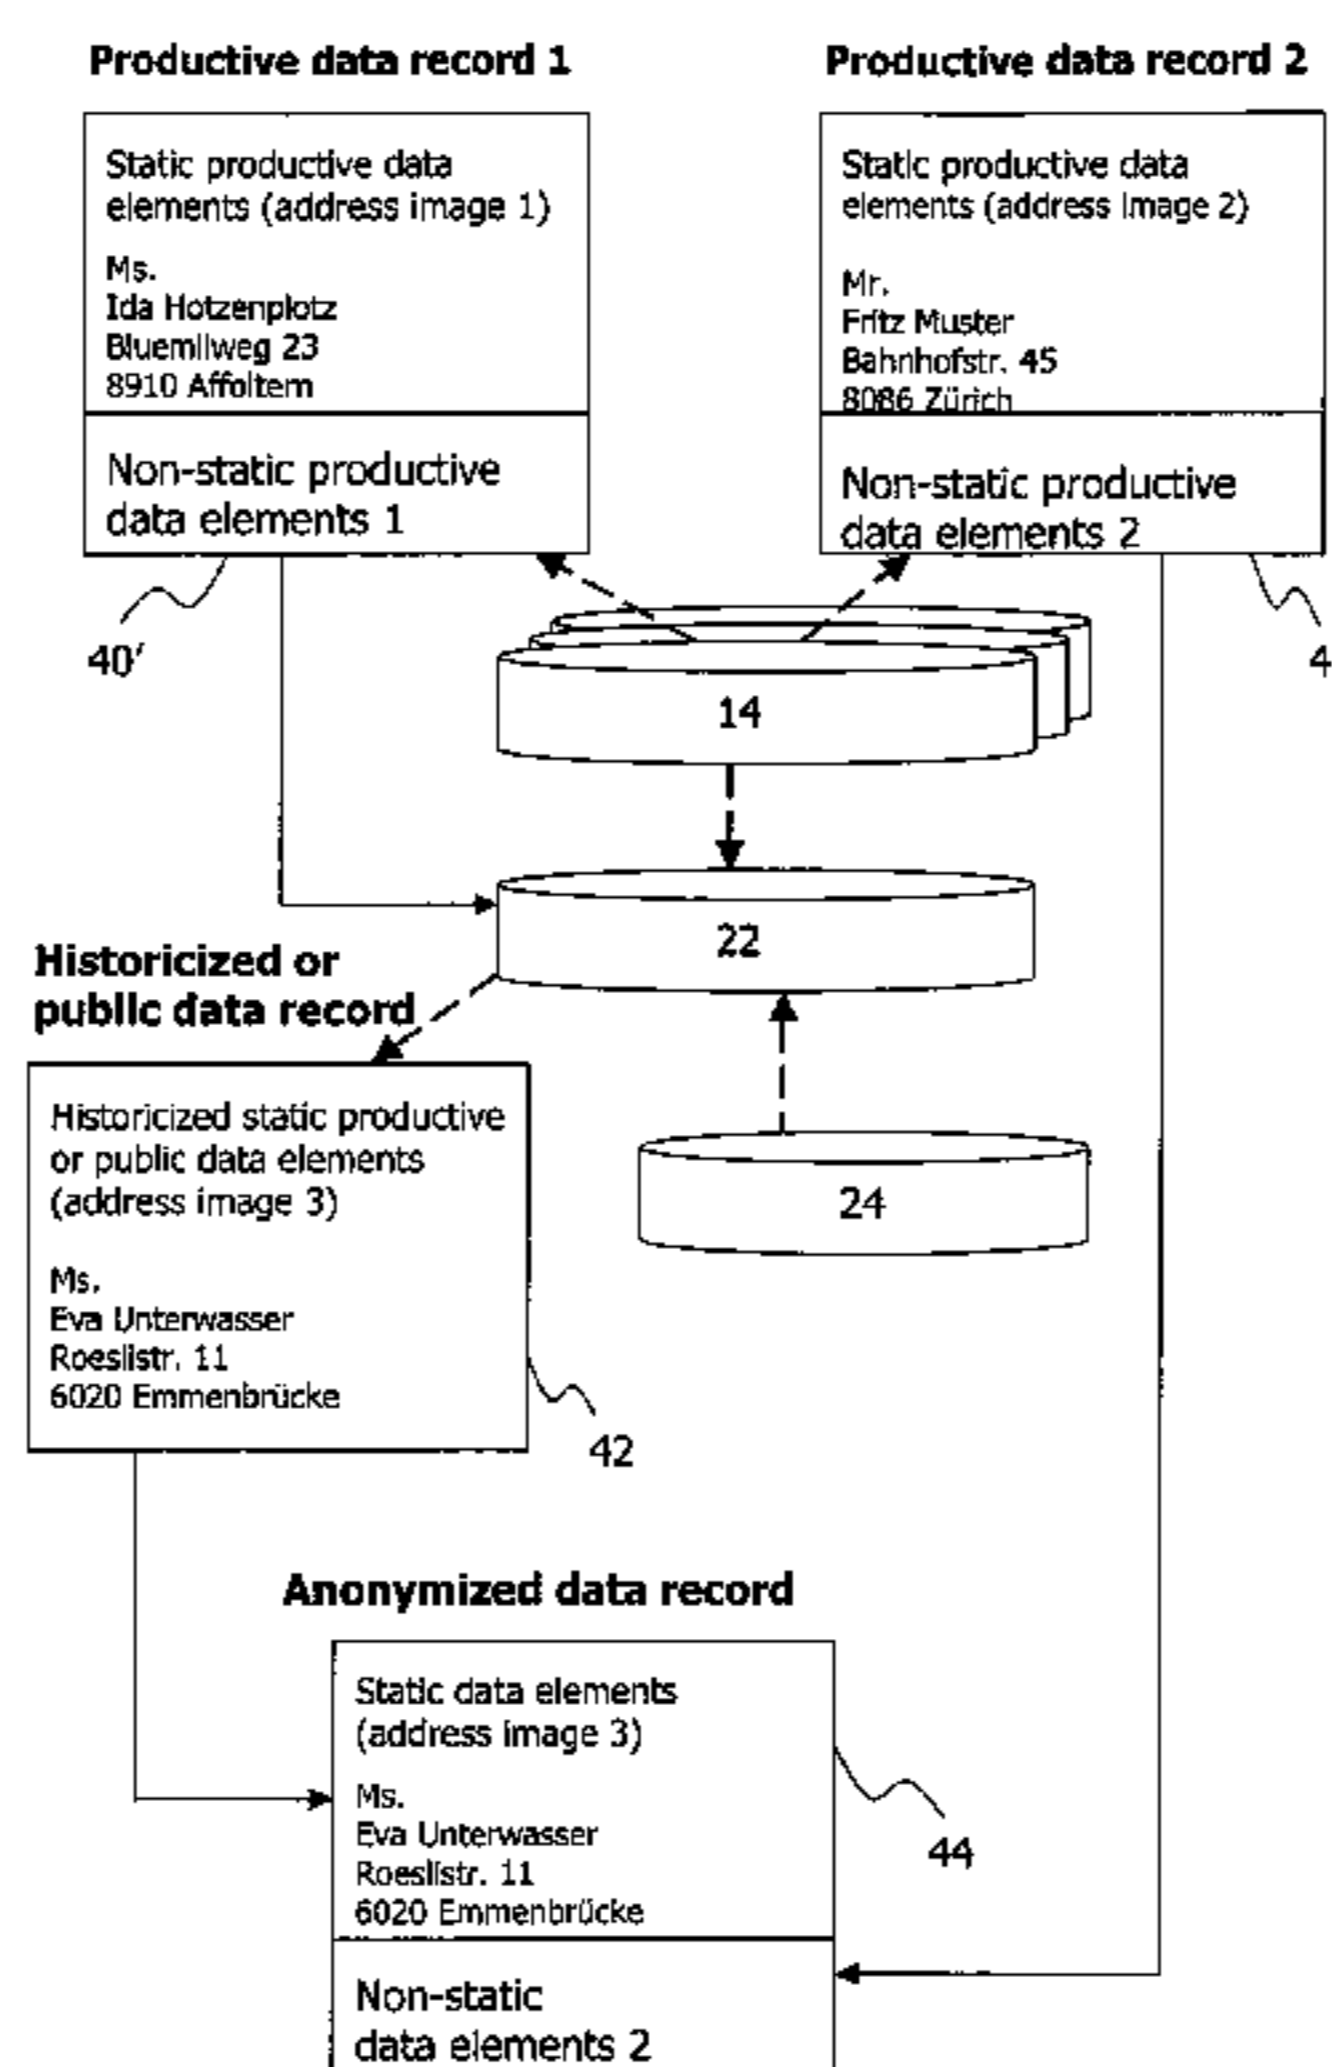 Productive data record 1
Productive data record 2
Static productive data
elements (address image 1)
Ms.
Ida Hotzenplotz
Bluemliweg 23
8910 Affoltern
Non-static productive
data elements 1
Static productive data
elements (address image 2)
Mr.
Fritz Muster
Bahnhofstr. 45
8086 Zürich
Non-static productive
data elements 2
40'
4
14
22
Historicized or
public data record
Historicized static productive
or public data elements
(address image 3)
Ms.
Eva Unterwasser
Roeslistr. 11
6020 Emmenbrücke
24
42
Anonymized data record
Static data elements
(address image 3)
Ms.
Eva Unterwasser
Roeslistr. 11
6020 Emmenbrücke
44
Non-static
data elements 2